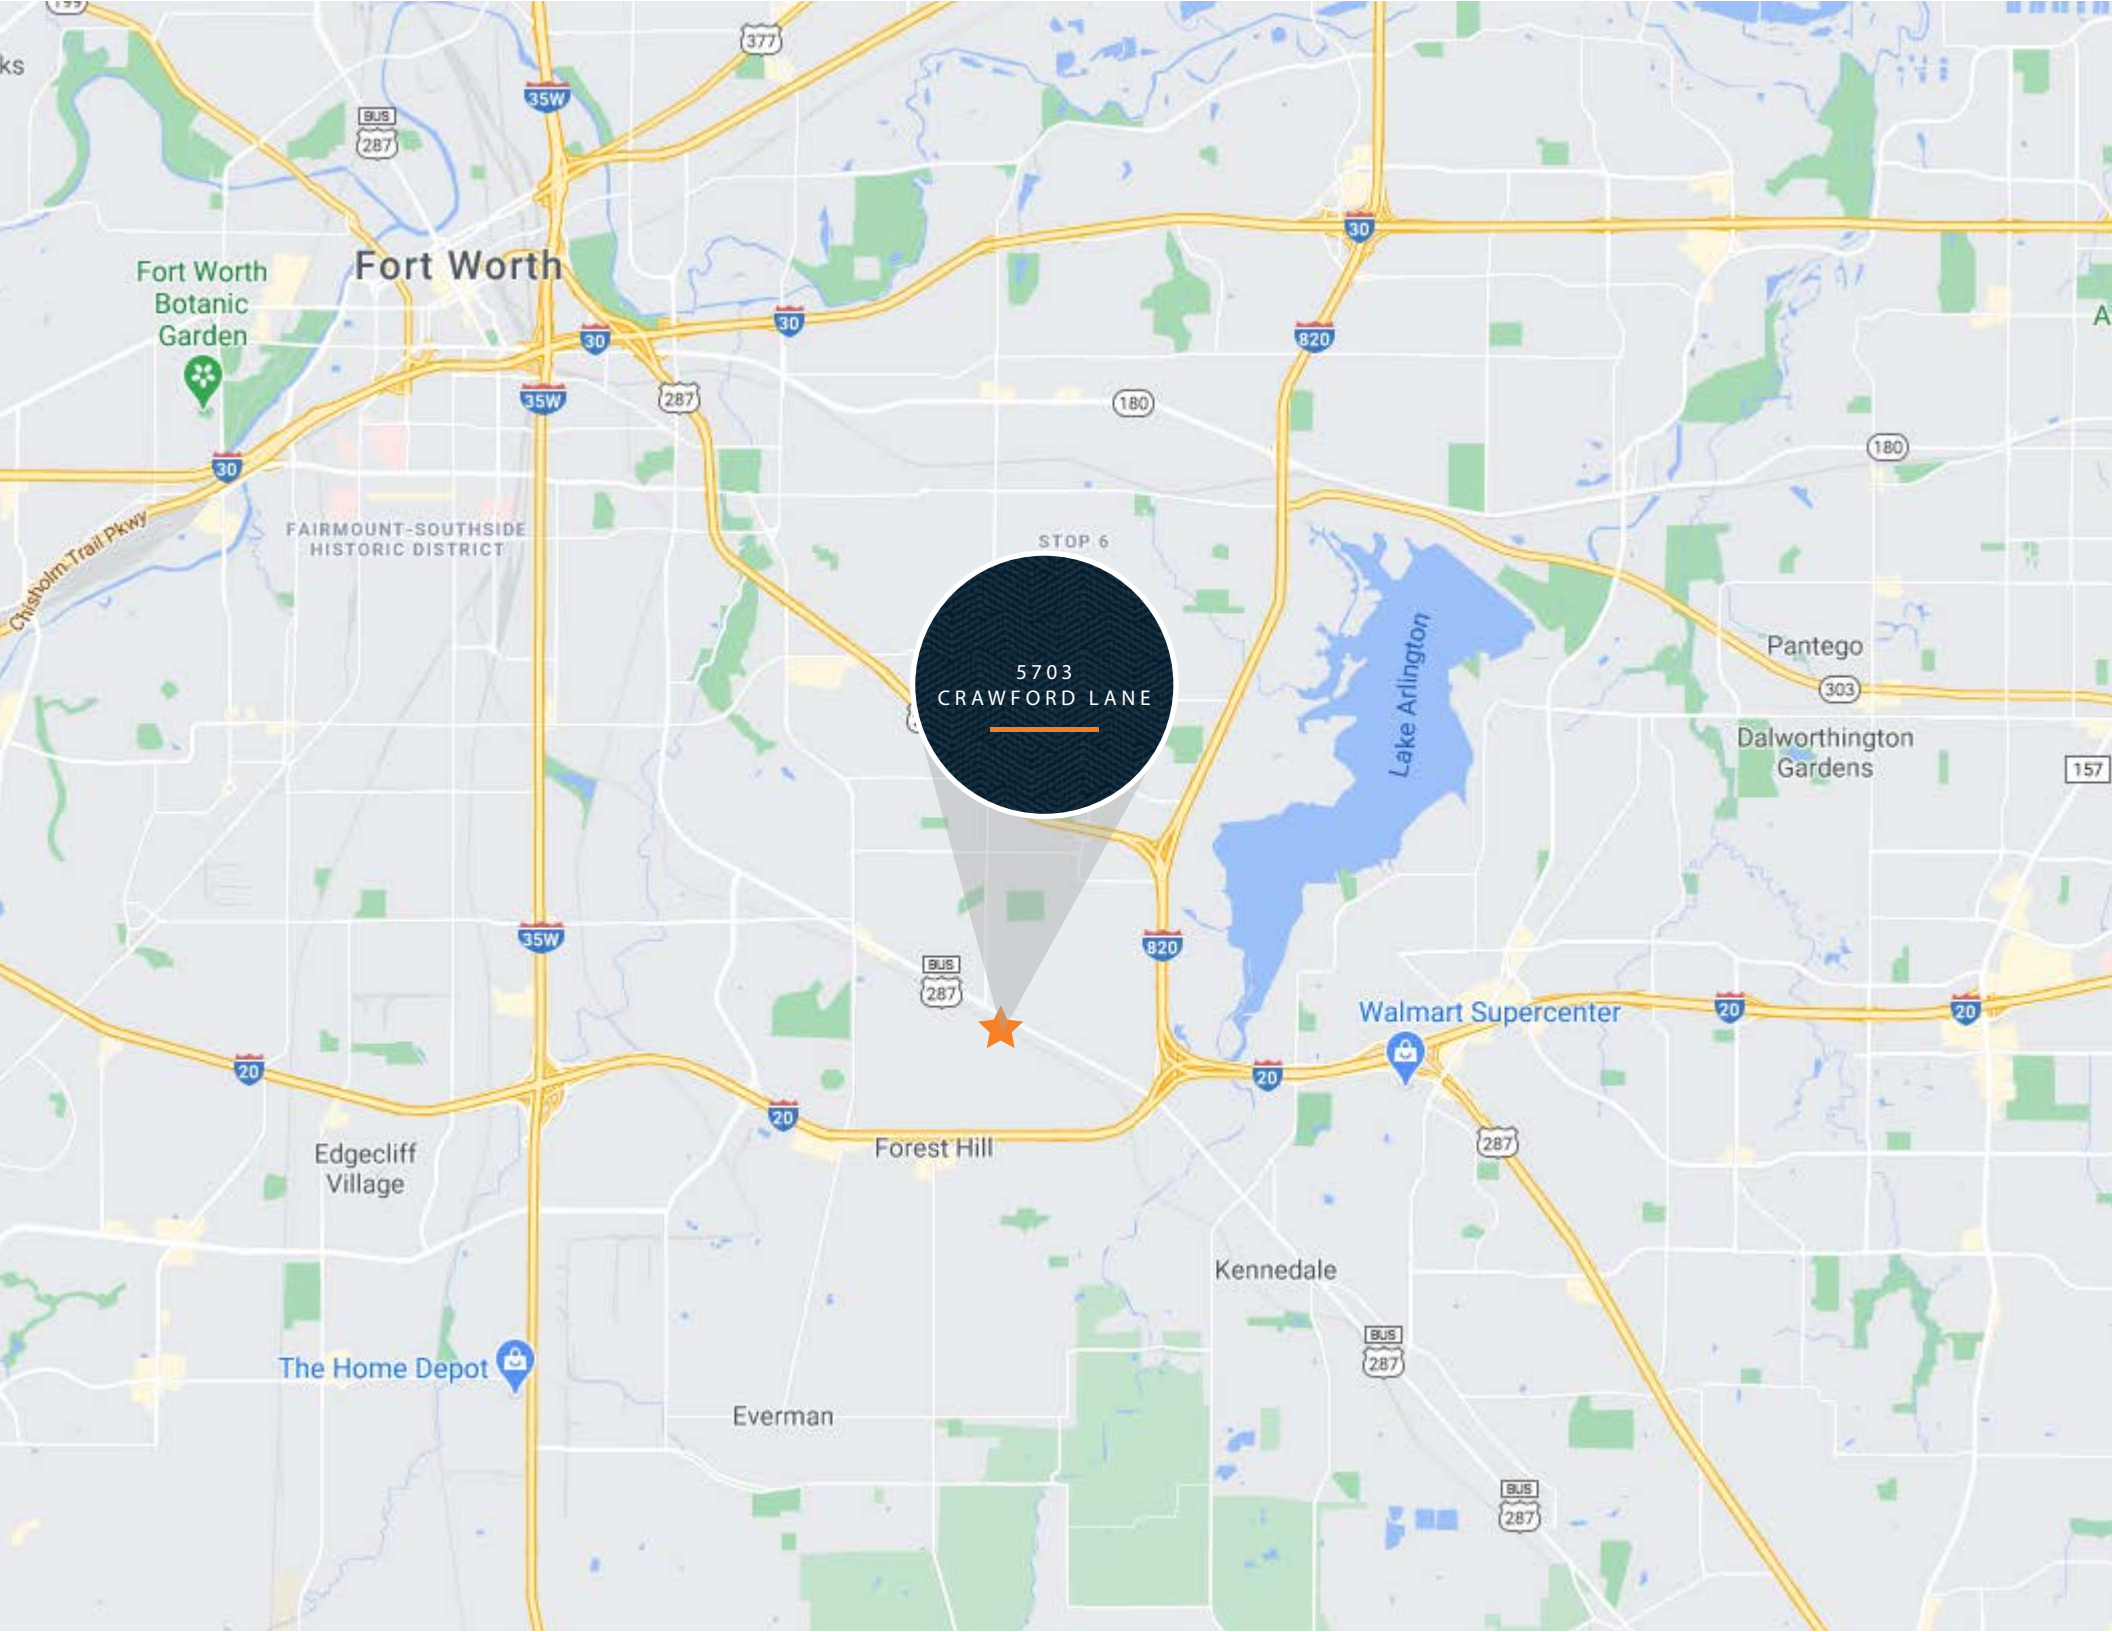 199
377
ks
35W
BUS
287
30
Fort Worth
Fort Worth
Botanic
Garden
30
30
820
A
35W
287
180
180
30
FAIRMOUNT-SOUTHSIDE
HISTORIC DISTRICT
Chisholm Trail Pkwy
STOP 6
5703
CRAWFORD LANE
Lake Arlington
Pantego
303
Dalworthington
Gardens
157
35W
820
BUS
287
Walmart Supercenter
20
20
20
20
20
Forest Hill
287
Edgecliff
Village
Kennedale
BUS
287
The Home Depot
Everman
BUS
287